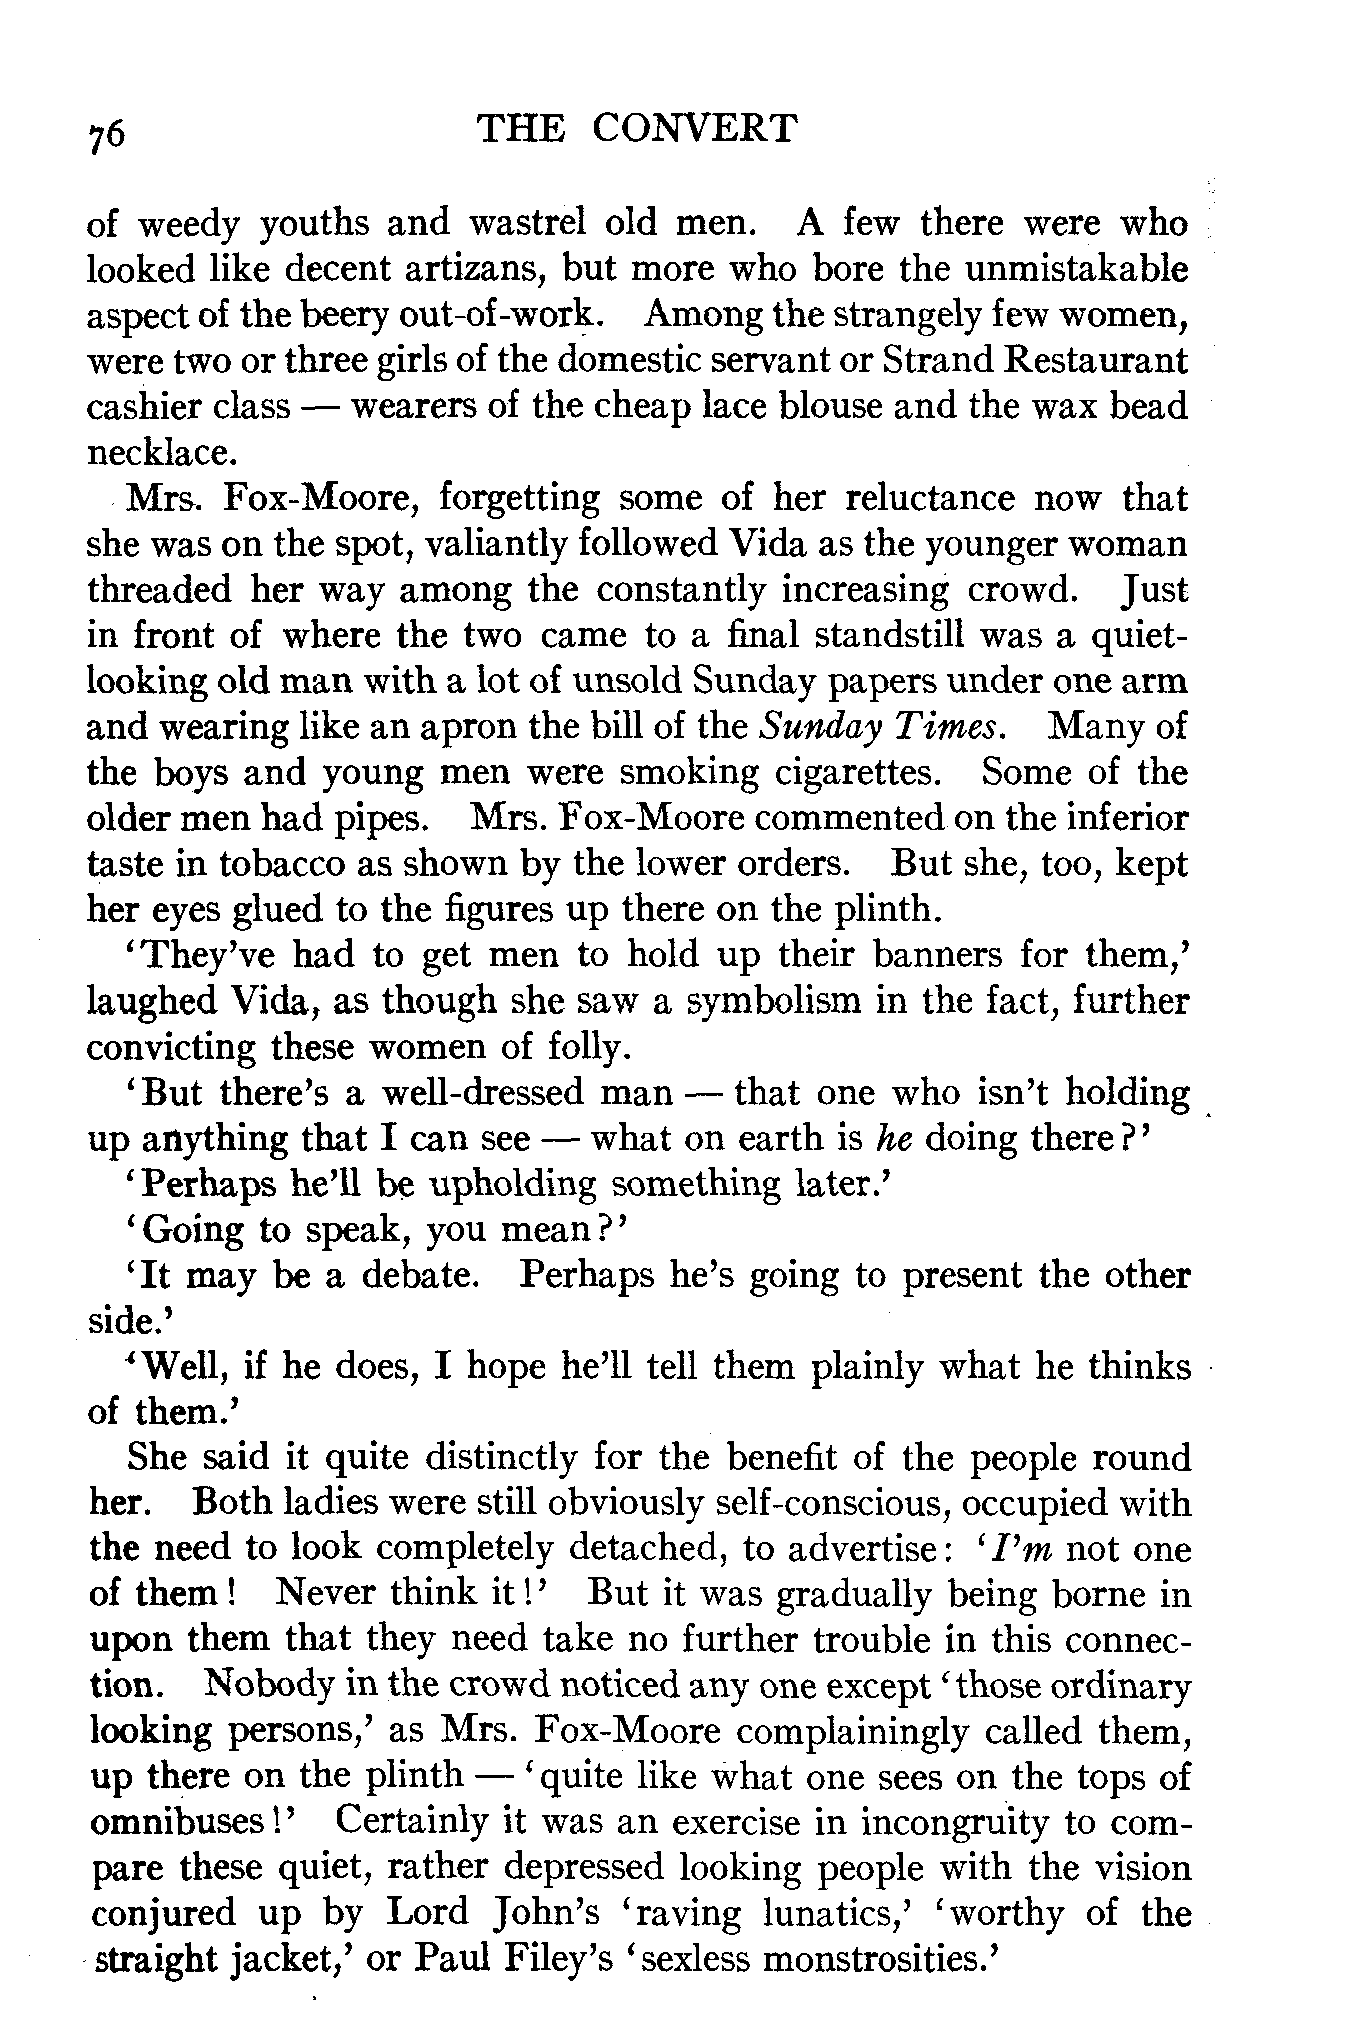 76 THE CONVERT
of weedy youths and wastrel old men. A few there were who
looked like decent artizans, but more who bore the unmistakable
aspect of the beery out-of-work. Among the strangely few women,
were two or three girls of the domestic servant or Strand Restaurant
cashier class — wearers of the cheap lace blouse and the wax bead
necklace.
Mrs. Fox-Moore, forgetting some of her reluctance now that
she was on the spot, valiantly followed Vida as the younger woman
threaded her way among the constantly increasing crowd. Just
in front of where the two came to a final standstill was a quiet-
looking old man with a lot of unsold Sunday papers under one arm
and wearing like an apron the bill of the Sunday Times. Many of
the boys and young men were smoking cigarettes. Some of the
older men had pipes. Mrs. Fox-Moore commented on the inferior
taste in tobacco as shown by the lower orders. But she, too, kept
her eyes glued to the figures up there on the plinth.
‘They’ve had to get men to hold up their banners for them,’
laughed Vida, as though she saw a symbolism in the fact, further
convicting these women of folly.
‘But there’s a well-dressed man — that one who isn’t holding
up anything that I can see — what on earth is he doing there?’
‘Perhaps he’ll be upholding something later.’
‘Going to speak, you mean?’
‘It may be a debate. Perhaps he’s going to present the other
side.’
‘Well, if he does, I hope he’ll tell them plainly what he thinks
of them.’
She said it quite distinctly for the benefit of the people round
her. Both ladies were still obviously self-conscious, occupied with
the need to look completely detached, to advertise: ‘I’m not one
of them! Never think it!’ But it was gradually being borne in
upon them that they need take no further trouble in this connec-
tion. Nobody in the crowd noticed any one except ‘those ordinary
looking persons,’ as Mrs. Fox-Moore complainingly called them,
up there on the plinth — ‘quite like what one sees on the tops of
omnibuses!’ Certainly it was an exercise in incongruity to com-
pare these quiet, rather depressed looking people with the vision
conjured up by Lord John’s ‘raving lunatics,’ ‘worthy of the
straight jacket,’ or Paul Filey’s ‘sexless monstrosities.’